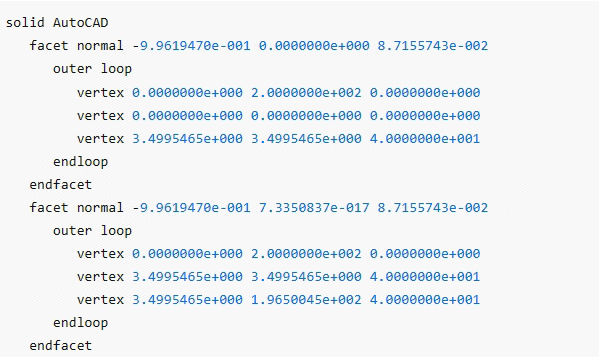 solid AutoCAD
facet normal -9.9619470e-001 0.0000000e+000 8.7155743e-002
outer loop
vertex 0.0000000e+000 2.0000000e+002 0.0000000e+000
vertex 0.0000000e+000 0.0000000e+000 0.0000000e+000
vertex 3.4995465e+000 3.4995465e+000 4.0000000e+001
endloop
endfacet
facet normal -9.9619470e-001 7.3350837e-017 8.7155743e-002
outer loop
vertex 0.0000000e+000 2.0000000e+002 0.0000000e+000
vertex 3.4995465e+000 3.4995465e+000 4.0000000e+001
vertex 3.4995465e+000 1.9650045e+002 4.0000000e+001
endloop
endfacet